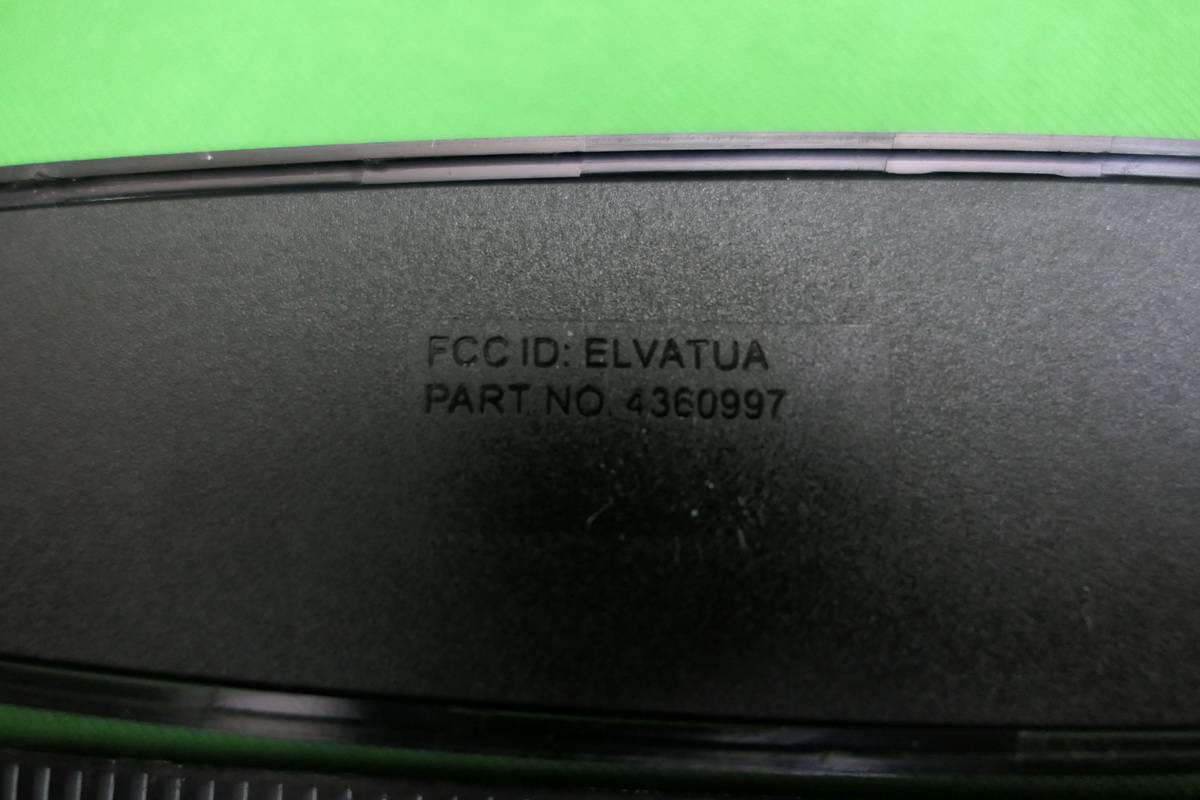 FCC ID: ELVATUA
PART NO. 4360997